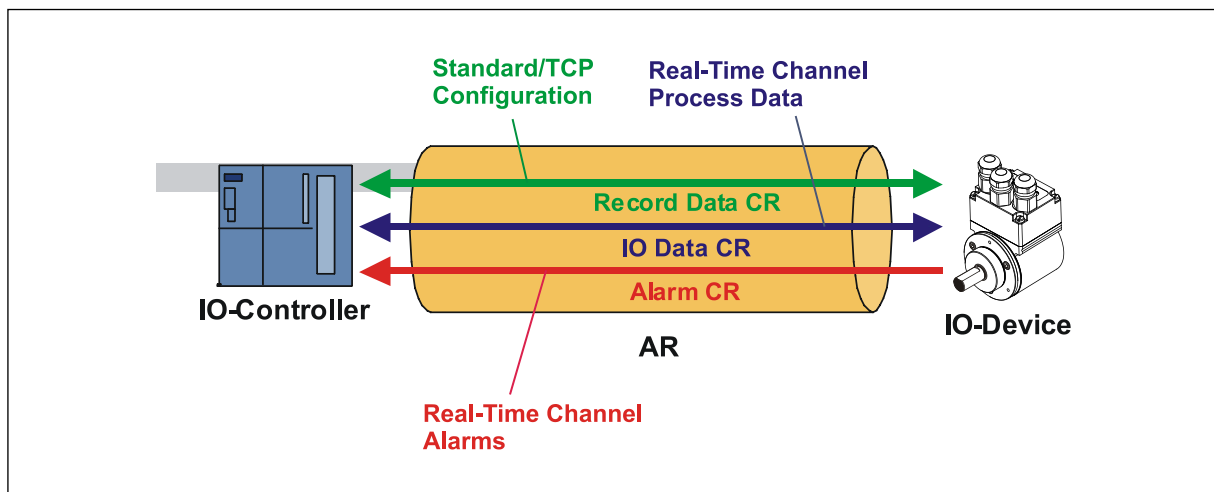 Standard/TCP
Configuration
Real-Time Channel
Process Data
Record Data CR
IO Data CR
Alarm CR
IO-Controller
IO-Device
AR
Real-Time Channel
Alarms